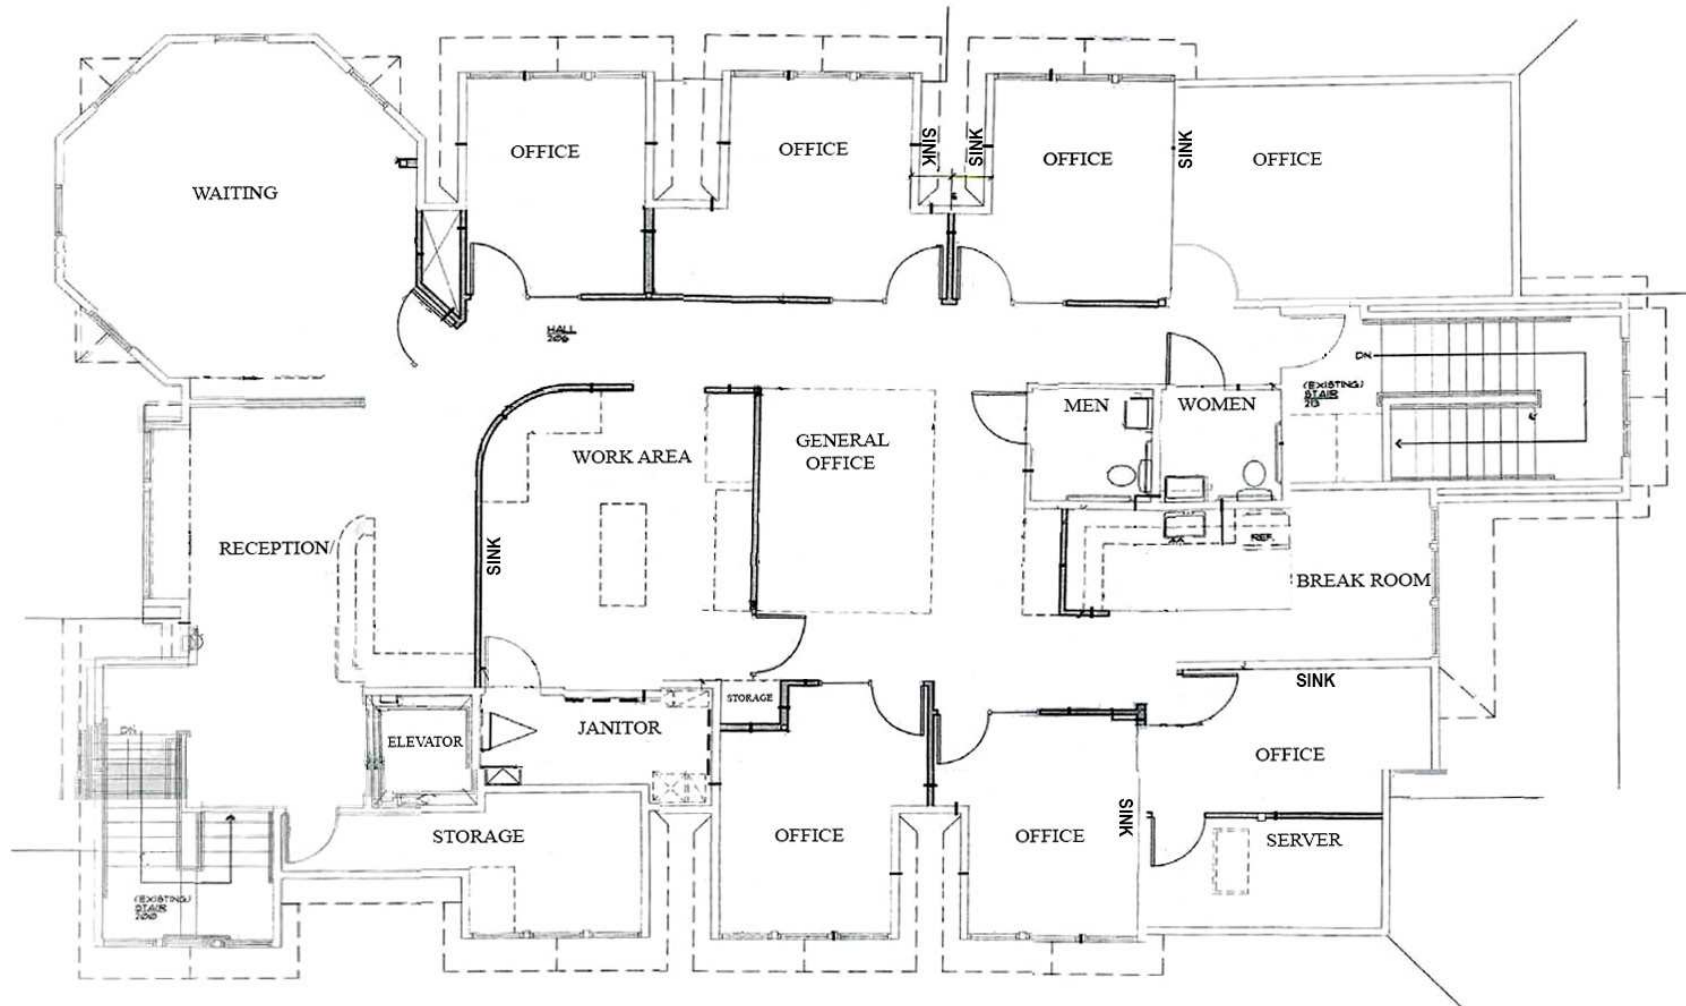 OFFICE
OFFICE
SINK
SINK
OFFICE
SINK
OFFICE
WAITING
HALL
206
DN
(EXISTING)
STAIR
MEN
WOMEN
GENERAL
OFFICE
WORK AREA
RECEPTION/
SINK
REF.
BREAK ROOM
SINK
STORAGE
JANITOR
ELEVATOR
DN
OFFICE
OFFICE
OFFICE
SINK
STORAGE
SERVER
(EXISTING)
STAIR